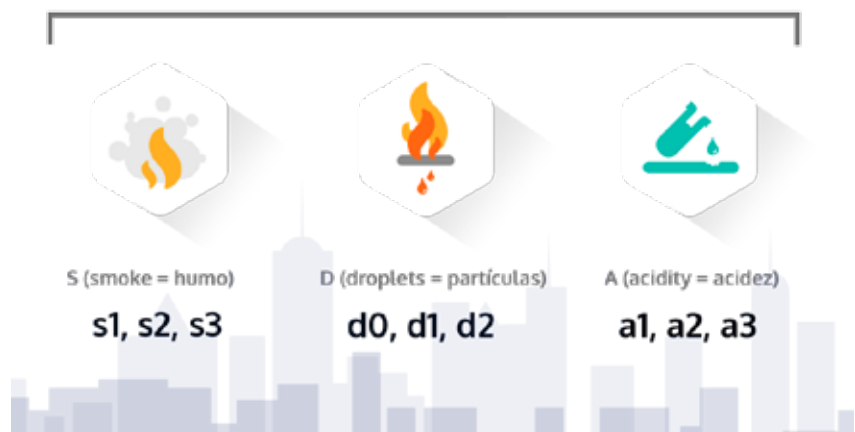 S (smoke = humo)
s1, s2, s3
D (droplets = partículas)
d0, d1, d2
A (acidity = acidez)
a1, a2, a3